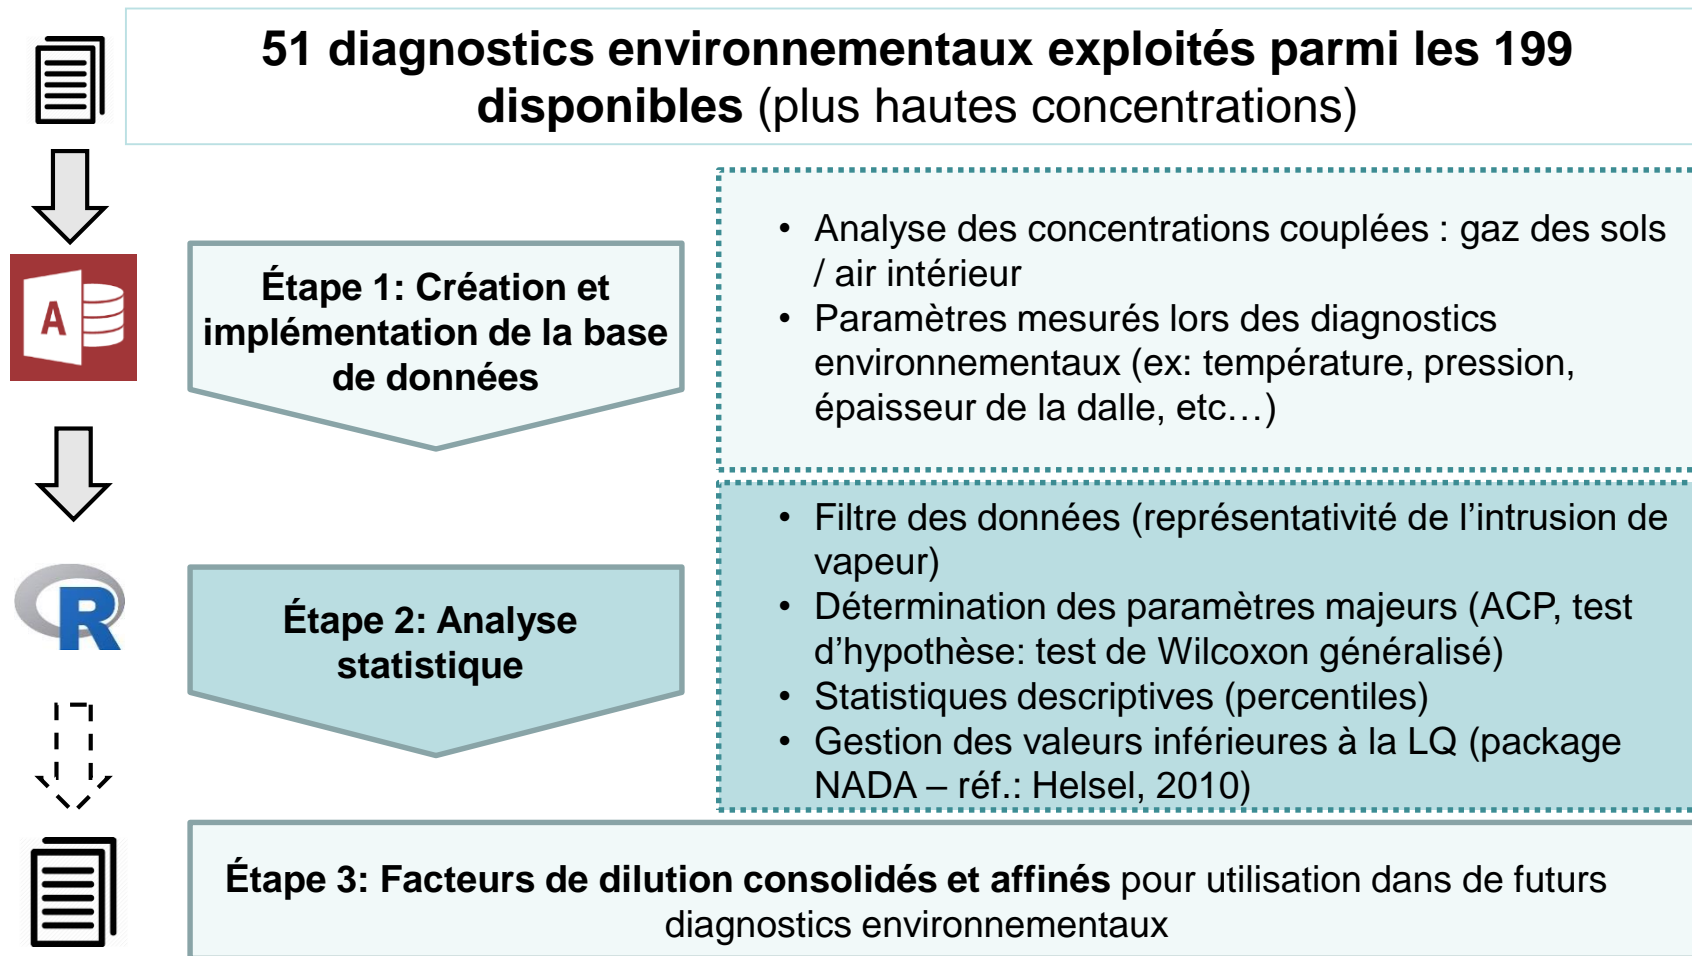 51 diagnostics environnementaux exploités parmi les 199
disponibles (plus hautes concentrations)
A
Étape 1: Création et
implémentation de la base
de données
• Analyse des concentrations couplées : gaz des sols
/ air intérieur
• Paramètres mesurés lors des diagnostics
environnementaux (ex: température, pression,
épaisseur de la dalle, etc…)
R
Étape 2: Analyse
statistique
• Filtre des données (représentativité de l’intrusion de
vapeur)
• Détermination des paramètres majeurs (ACP, test
d’hypothèse: test de Wilcoxon généralisé)
• Statistiques descriptives (percentiles)
• Gestion des valeurs inférieures à la LQ (package
NADA – réf.: Helsel, 2010)
Étape 3: Facteurs de dilution consolidés et affinés pour utilisation dans de futurs
diagnostics environnementaux